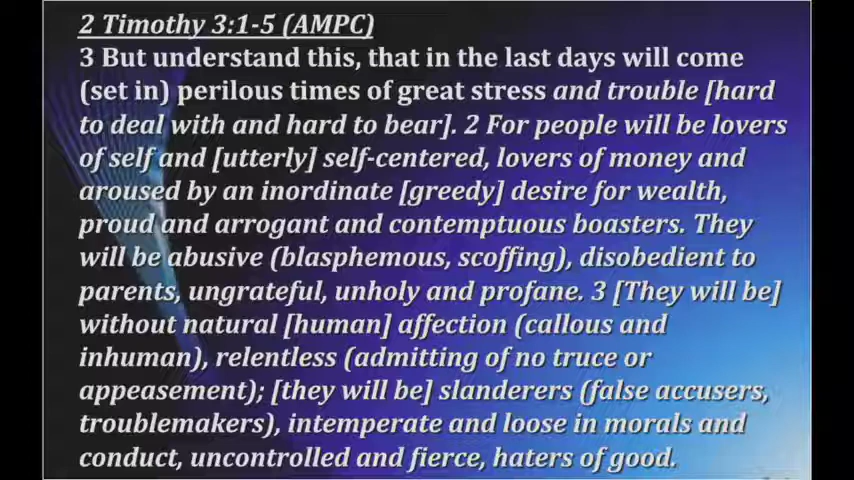 2 Timothy 3:1-5 (AMPC)
3 But understand this, that in the last days will come
(set in) perilous times of great stress and trouble [hard
to deal with and hard to bear]. 2 For people will be lovers
of self and [utterly] self-centered, lovers of money and
aroused by an inordinate [greedy] desire for wealth,
proud and arrogant and contemptuous boasters. They
will be abusive (blasphemous, scoffing), disobedient to
parents, ungrateful, unholy and profane. 3 [They will be]
without natural [human] affection (callous and
inhuman), relentless (admitting of no truce or
appeasement); [they will be] slanderers (false accusers,
troublemakers), intemperate and loose in morals and
conduct, uncontrolled and fierce, haters of good.